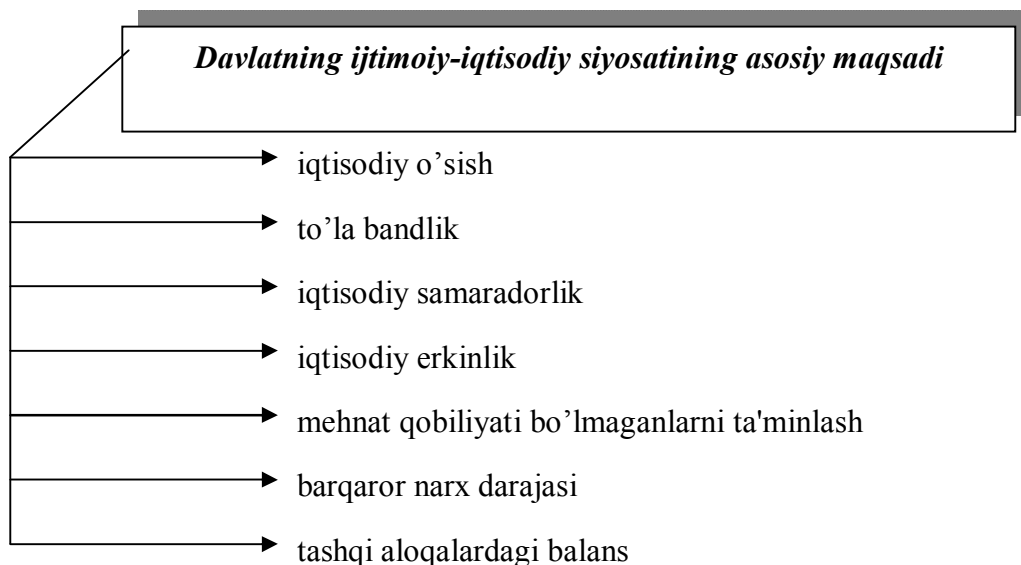 Davlatning ijtimoiy-iqtisodiy siyosatining asosiy maqsadi
iqtisodiy o’sish
to’la bandlik
iqtisodiy samaradorlik
iqtisodiy erkinlik
mehnat qobiliyati bo’lmaganlarni ta'minlash
barqaror narx darajasi
tashqi aloqalardagi balans